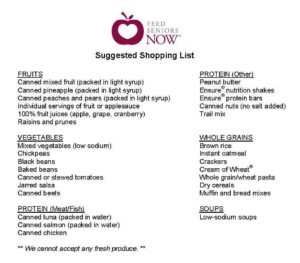 FEED
SENIORS
NOW
Suggested Shopping List
FRUITS
Canned mixed fruit (packed in light syrup)
Canned pineapple (packed in light syrup)
Canned peaches and pears (packed in light syrup)
Individual servings of fruit or applesauce
100% fruit juices (apple, grape, cranberry)
Raisins and prunes
VEGETABLES
Mixed vegetables (low sodium)
Chickpeas
Black beans
Baked beans
Canned or stewed tomatoes
Jarred salsa
Canned beets
PROTEIN (Meat/Fish)
Canned tuna (packed in water)
Canned salmon (packed in water)
Canned chicken
PROTEIN (Other)
Peanut butter
Ensure® nutrition shakes
Ensure® protein bars
Canned nuts (no salt added)
Trail mix
WHOLE GRAINS
Brown rice
Instant oatmeal
Crackers
Cream of Wheat®
Whole grain/wheat pasta
Dry cereals
Muffin and bread mixes
SOUPS
Low-sodium soups
** We cannot accept any fresh produce. **